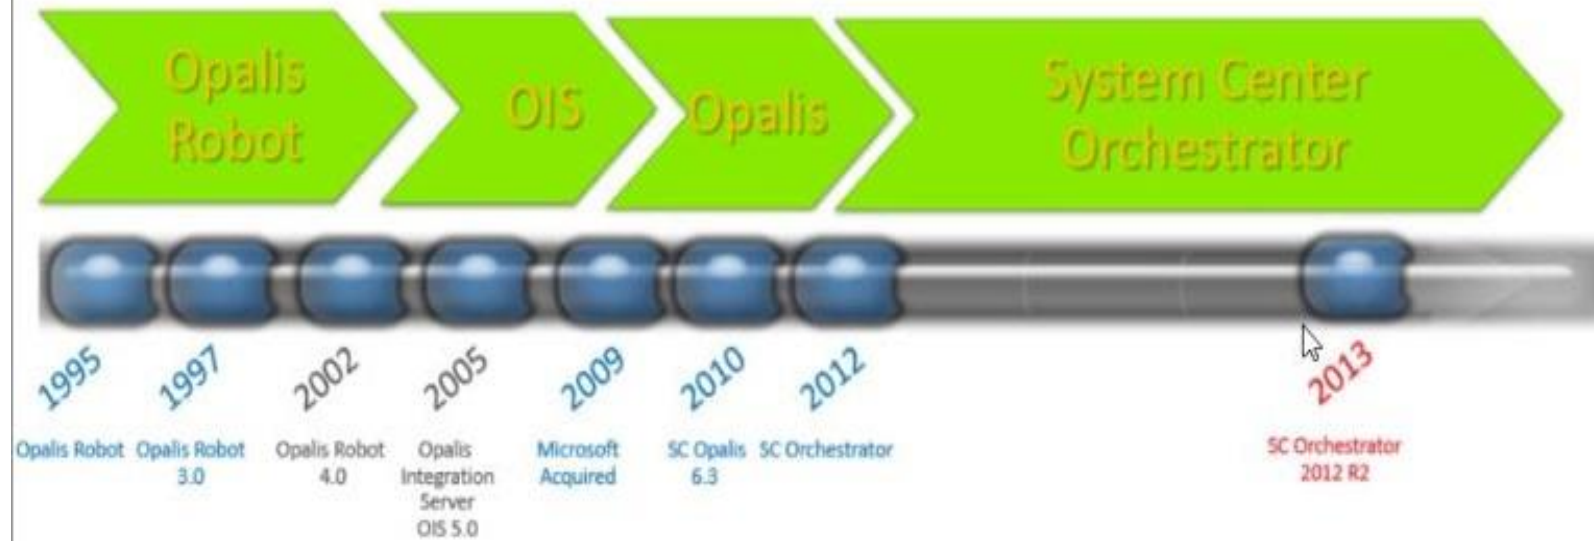 Opalis
Robot
OIS
Opalis
System Center
Orchestrator
1995
1997
2002
2005
2009
2010
2012
2013
Opalis Robot
Opalis Robot
3.0
Opalis Robot
4.0
Opalis
Integration
Server
OIS 5.0
Microsoft
Acquired
SC Opalis
6.3
SC Orchestrator
SC Orchestrator
2012 R2